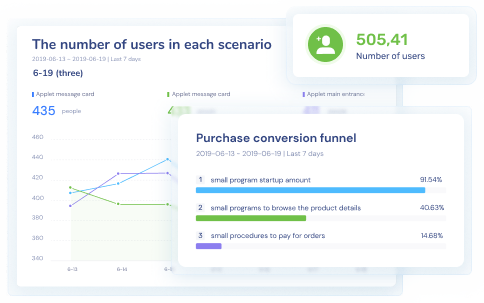 The number of users in each scenario
2019-06-13 - 2019-06-19 | Last 7 days
6-19 (three)
Applet message card
Applet message card
Applet main entranc
435 people
505,41
Number of users
Purchase conversion funnel
2019-06-13 - 2019-06-19 | Last 7 days
1 small program startup amount 91.54%
2 small programs to browse the product details 40.63%
3 small procedures to pay for orders 14.68%
480
460
440
420
400
380
360
340
6-13
6-14